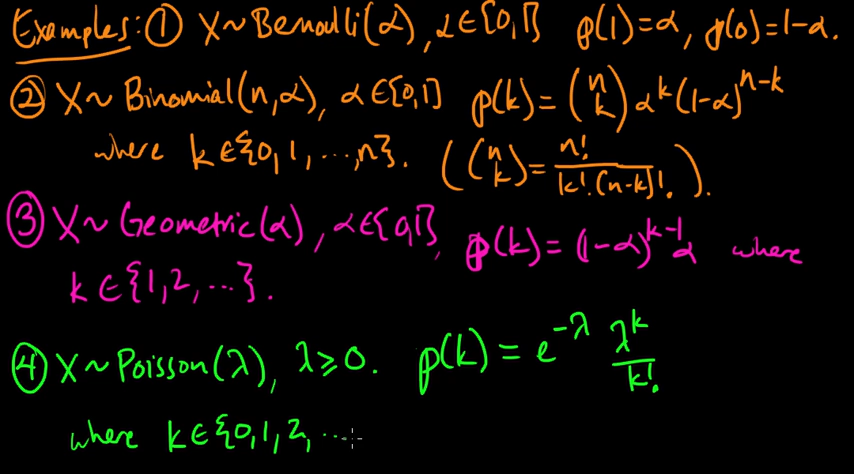 Examples: ① X~Bernoulli(α), α∈[0,1] p(1)=α, p(0)=1-α.
② X~Binomial(n,α), α∈[0,1] p(k)=(n k) α^k (1-α)^{n-k}
where k∈{0,1,...,n}. ((n k)=n!/(k!·(n-k)!).
③ X~Geometric(α), α∈[0,1], p(k)=(1-α)^{k-1}α where
k∈{1,2,...}.
④ X~Poisson(λ), λ≥0. p(k)=e^{-λ} λ^k/k!
where k∈{0,1,2,...